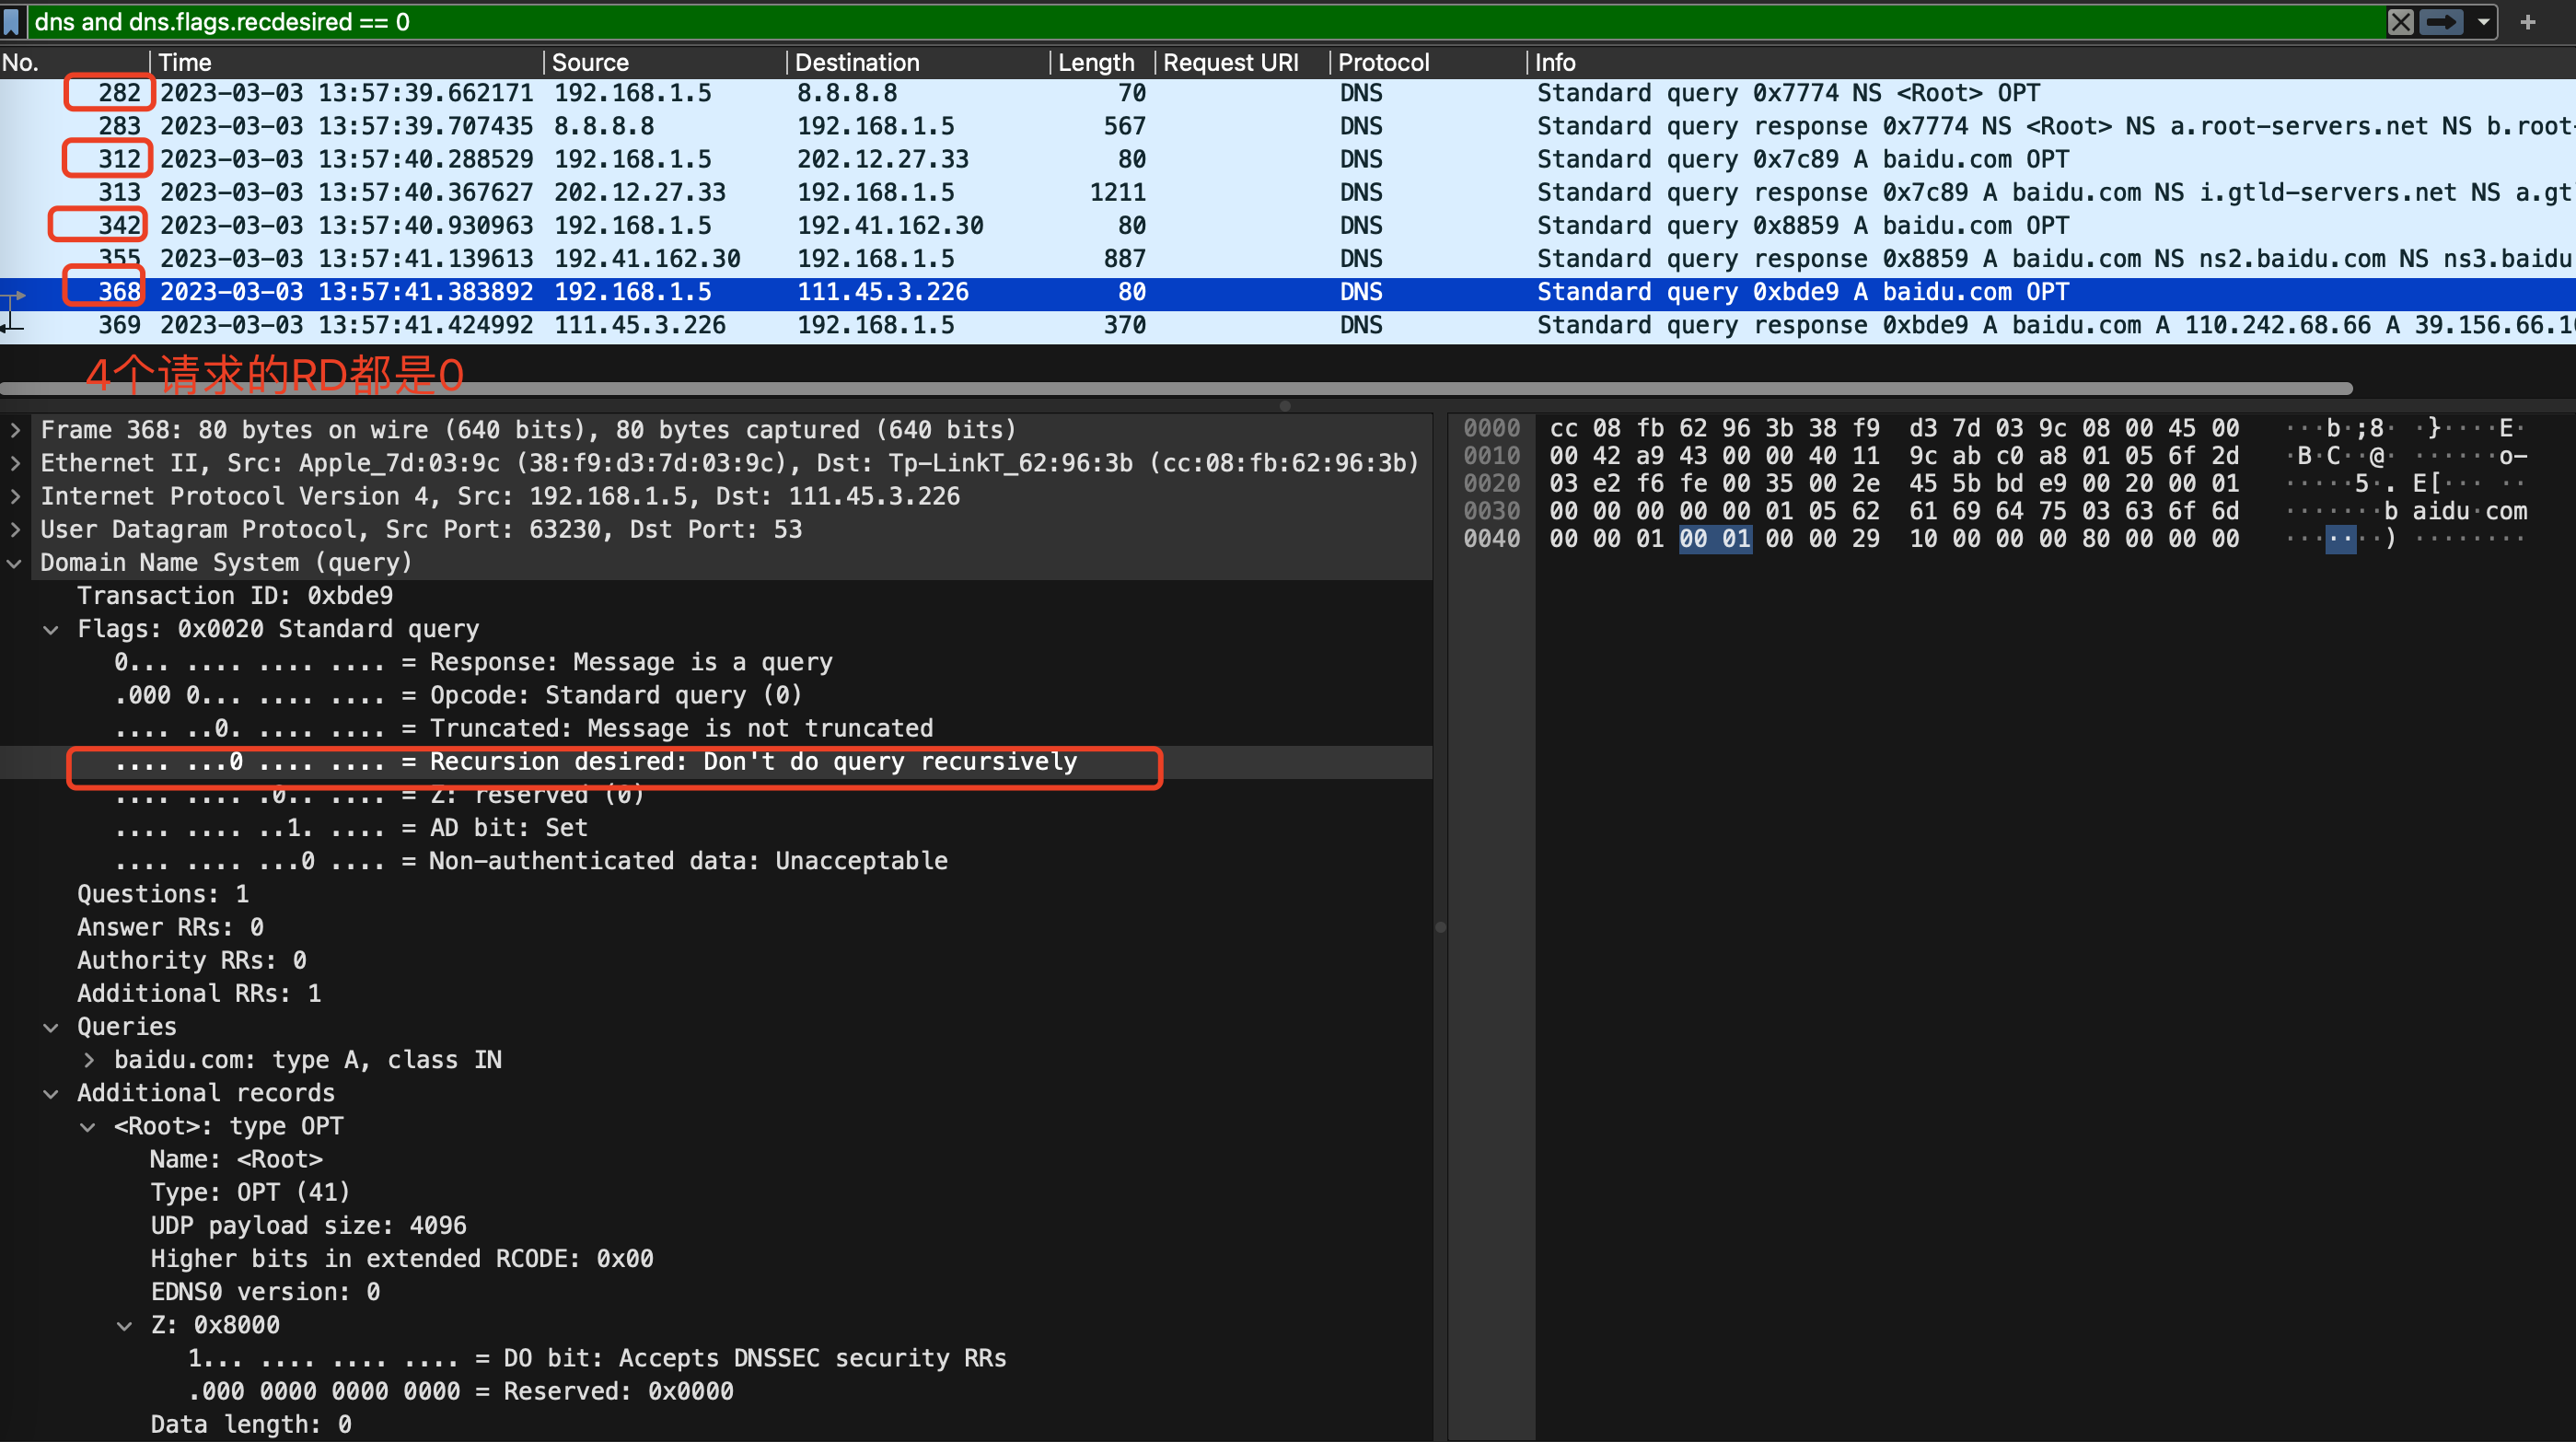 dns and dns.flags.recdesired == 0
No. Time Source Destination Length Request URI Protocol Info
282 2023-03-03 13:57:39.662171 192.168.1.5 8.8.8.8 70 DNS Standard query 0x7774 NS <Root> OPT
283 2023-03-03 13:57:39.707435 8.8.8.8 192.168.1.5 567 DNS Standard query response 0x7774 NS <Root> NS a.root-servers.net NS b.root-
312 2023-03-03 13:57:40.288529 192.168.1.5 202.12.27.33 80 DNS Standard query 0x7c89 A baidu.com OPT
313 2023-03-03 13:57:40.367627 202.12.27.33 192.168.1.5 1211 DNS Standard query response 0x7c89 A baidu.com NS i.gtld-servers.net NS a.gt
342 2023-03-03 13:57:40.930963 192.168.1.5 192.41.162.30 80 DNS Standard query 0x8859 A baidu.com OPT
355 2023-03-03 13:57:41.139613 192.41.162.30 192.168.1.5 887 DNS Standard query response 0x8859 A baidu.com NS ns2.baidu.com NS ns3.baidu
368 2023-03-03 13:57:41.383892 192.168.1.5 111.45.3.226 80 DNS Standard query 0xbde9 A baidu.com OPT
369 2023-03-03 13:57:41.424992 111.45.3.226 192.168.1.5 370 DNS Standard query response 0xbde9 A baidu.com A 110.242.68.66 A 39.156.66.10
4个请求的RD都是0
Frame 368: 80 bytes on wire (640 bits), 80 bytes captured (640 bits)
Ethernet II, Src: Apple_7d:03:9c (38:f9:d3:7d:03:9c), Dst: Tp-LinkT_62:96:3b (cc:08:fb:62:96:3b)
Internet Protocol Version 4, Src: 192.168.1.5, Dst: 111.45.3.226
User Datagram Protocol, Src Port: 63230, Dst Port: 53
Domain Name System (query)
Transaction ID: 0xbde9
Flags: 0x0020 Standard query
0... .... .... .... = Response: Message is a query
.000 0... .... .... = Opcode: Standard query (0)
.... ..0. .... .... = Truncated: Message is not truncated
.... ...0 .... .... = Recursion desired: Don't do query recursively
.... .... .0.. .... = Z: reserved (0)
.... .... ..1. .... = AD bit: Set
.... .... ...0 .... = Non-authenticated data: Unacceptable
Questions: 1
Answer RRs: 0
Authority RRs: 0
Additional RRs: 1
Queries
baidu.com: type A, class IN
Additional records
<Root>: type OPT
Name: <Root>
Type: OPT (41)
UDP payload size: 4096
Higher bits in extended RCODE: 0x00
EDNS0 version: 0
Z: 0x8000
1... .... .... .... = DO bit: Accepts DNSSEC security RRs
.000 0000 0000 0000 = Reserved: 0x0000
Data length: 0
0000 cc 08 fb 62 96 3b 38 f9 d3 7d 03 9c 08 00 45 00 ···b·;8· ·}····E·
0010 00 42 a9 43 00 00 40 11 9c ab c0 a8 01 05 6f 2d ·B·C··@· ······o-
0020 03 e2 f6 fe 00 35 00 2e 45 5b bd e9 00 20 00 01 ·····5·. E[··· ··
0030 00 00 00 00 00 01 05 62 61 69 64 75 03 63 6f 6d ·······b aidu·com
0040 00 00 01 00 01 00 00 29 10 00 00 00 80 00 00 00 ·······) ········